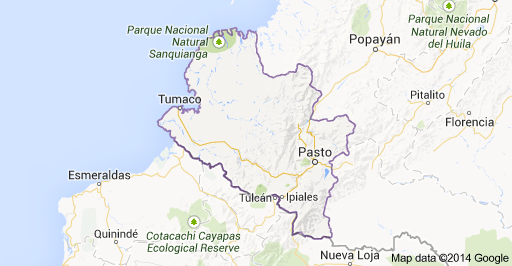 Parque Nacional
Natural Nevado
del Huila
Parque Nacional
Natural
Sanquianga
Popayán
Tumaco
Pitalito
Florencia
Pasto
Esmeraldas
Tulcán
Ipiales
Quinindé
Cotacachi Cayapas
Ecological Reserve
Nueva Loja
Map data ©2014 Google